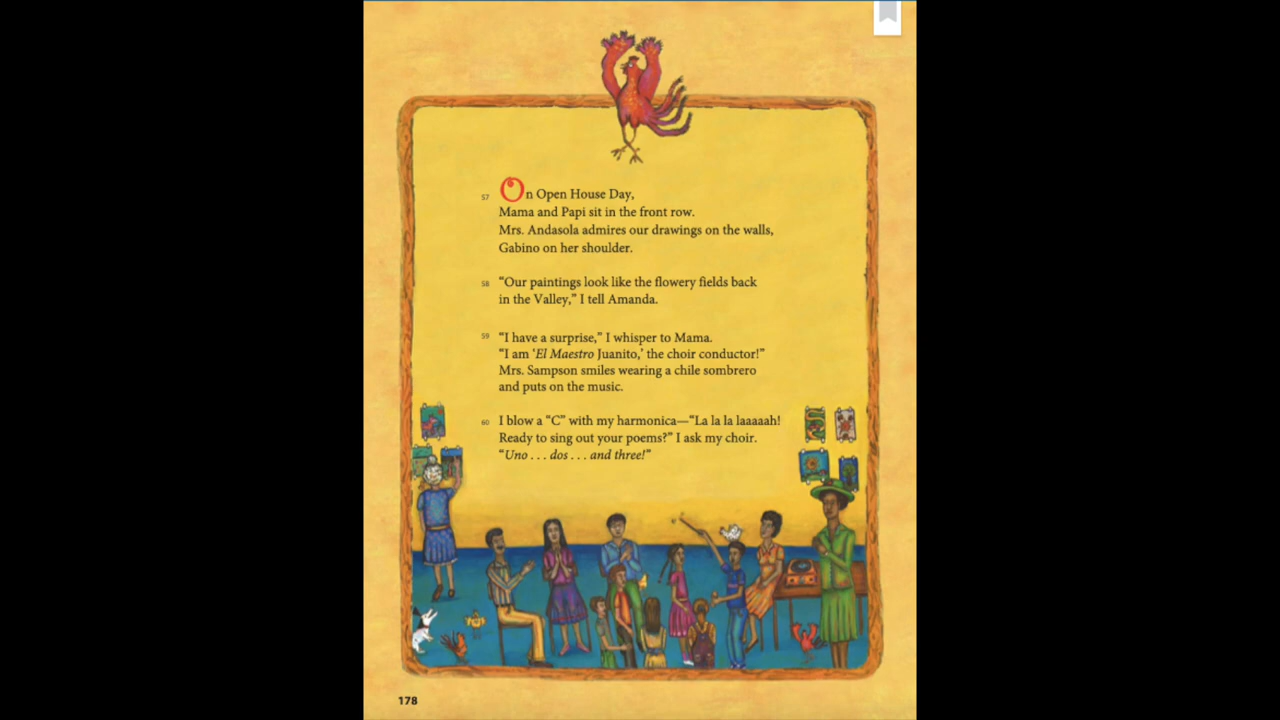 57 On Open House Day,
Mama and Papi sit in the front row.
Mrs. Andasola admires our drawings on the walls,
Gabino on her shoulder.
58 “Our paintings look like the flowery fields back
in the Valley,” I tell Amanda.
59 “I have a surprise,” I whisper to Mama.
“I am ‘El Maestro Juanito,’ the choir conductor!”
Mrs. Sampson smiles wearing a chile sombrero
and puts on the music.
60 I blow a “C” with my harmonica—“La la la laaaaah!
Ready to sing out your poems?” I ask my choir.
“Uno . . . dos . . . and three!”
178